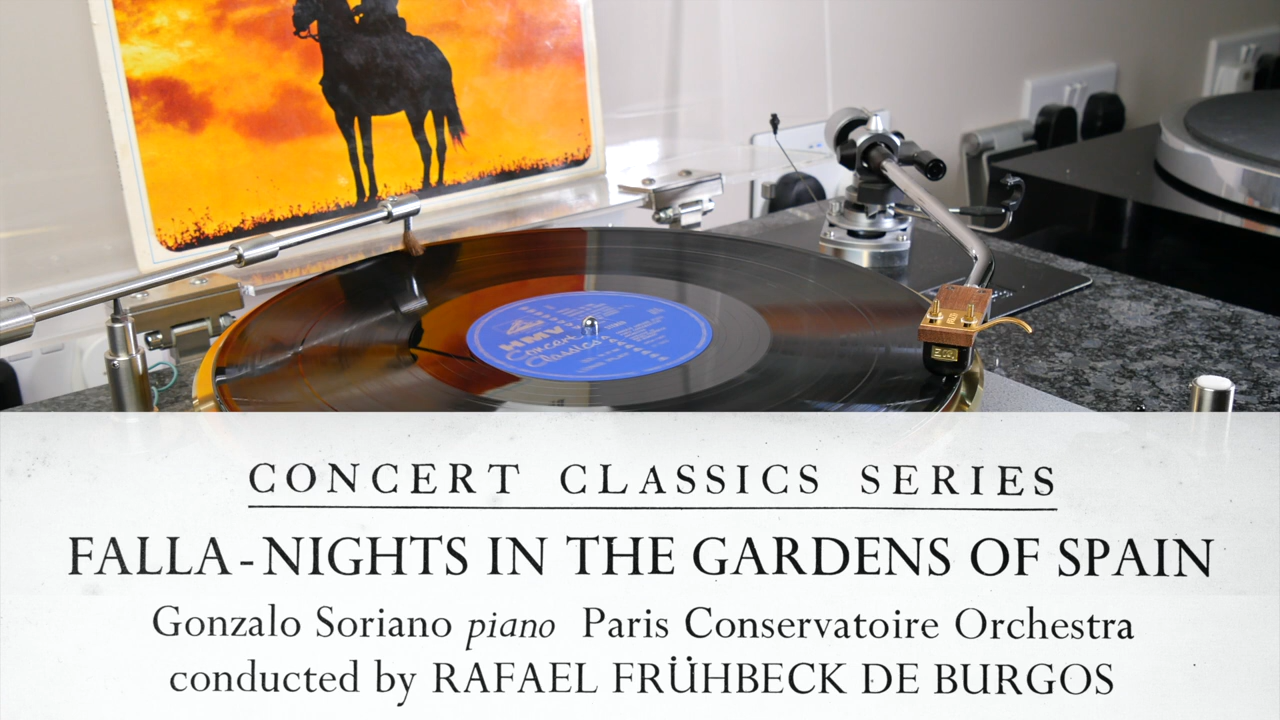 HMV
Concert
Classics
CONCERT CLASSICS SERIES
FALLA-NIGHTS IN THE GARDENS OF SPAIN
Gonzalo Soriano piano Paris Conservatoire Orchestra
conducted by RAFAEL FRÜHBECK DE BURGOS